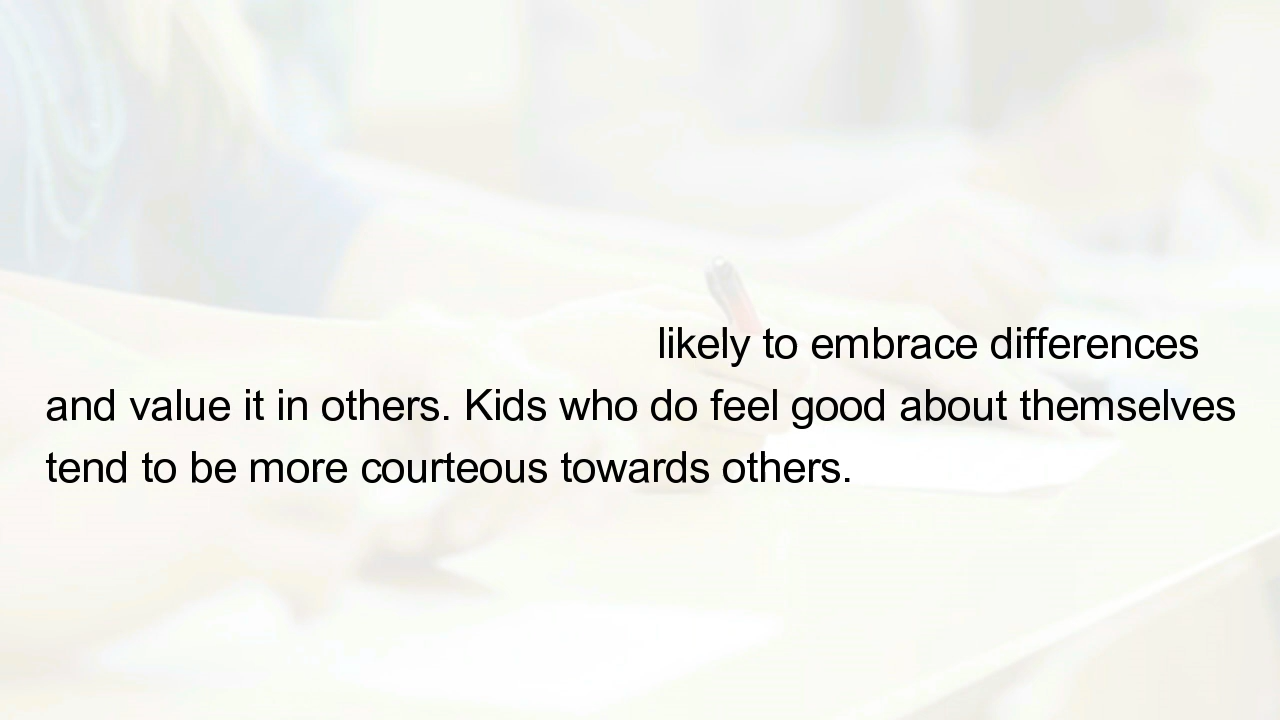 likely to embrace differences
and value it in others. Kids who do feel good about themselves
tend to be more courteous towards others.